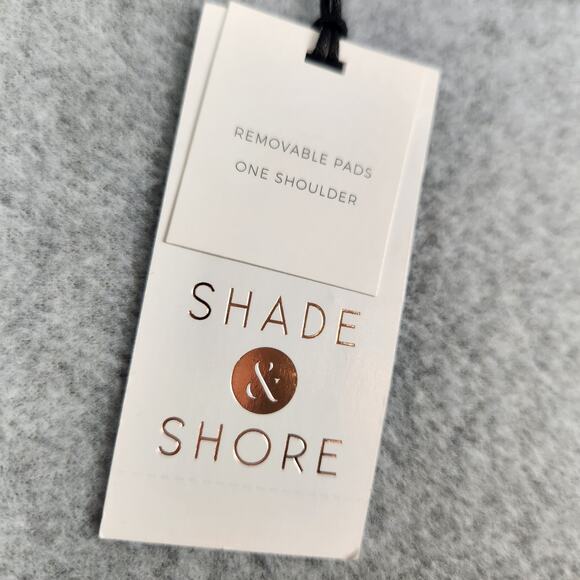 REMOVABLE PADS
ONE SHOULDER
SHADE
&
SHORE